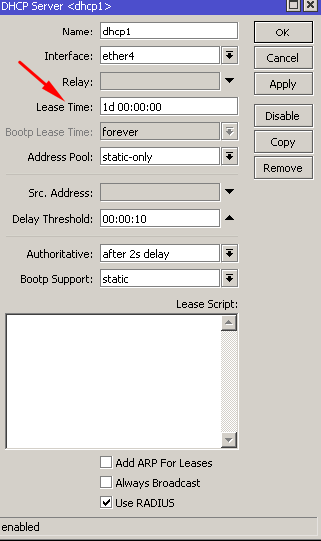 DHCP Server <dhcp1>
Name: dhcp1
OK
Interface: ether4
Cancel
Relay:
Apply
Lease Time: 1d 00:00:00
Disable
Bootp Lease Time: forever
Copy
Address Pool: static-only
Remove
Src. Address:
Delay Threshold: 00:00:10
Authoritative: after 2s delay
Bootp Support: static
Lease Script:
Add ARP For Leases
Always Broadcast
Use RADIUS
enabled